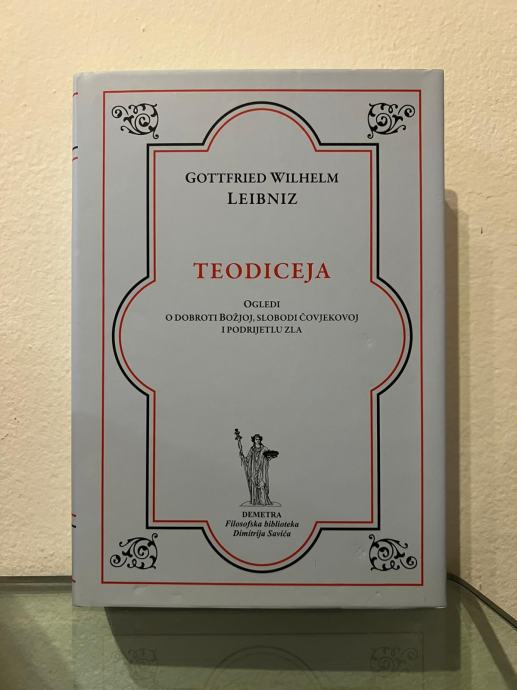 GOTTFRIED WILHELM
LEIBNIZ
TEODICEJA
OGLEDI
O DOBROTI BOŽJOJ, SLOBODI ČOVJEKOVOJ
I PODRIJETLU ZLA
DEMETRA
Filosofska biblioteka
Dimitrija Savića